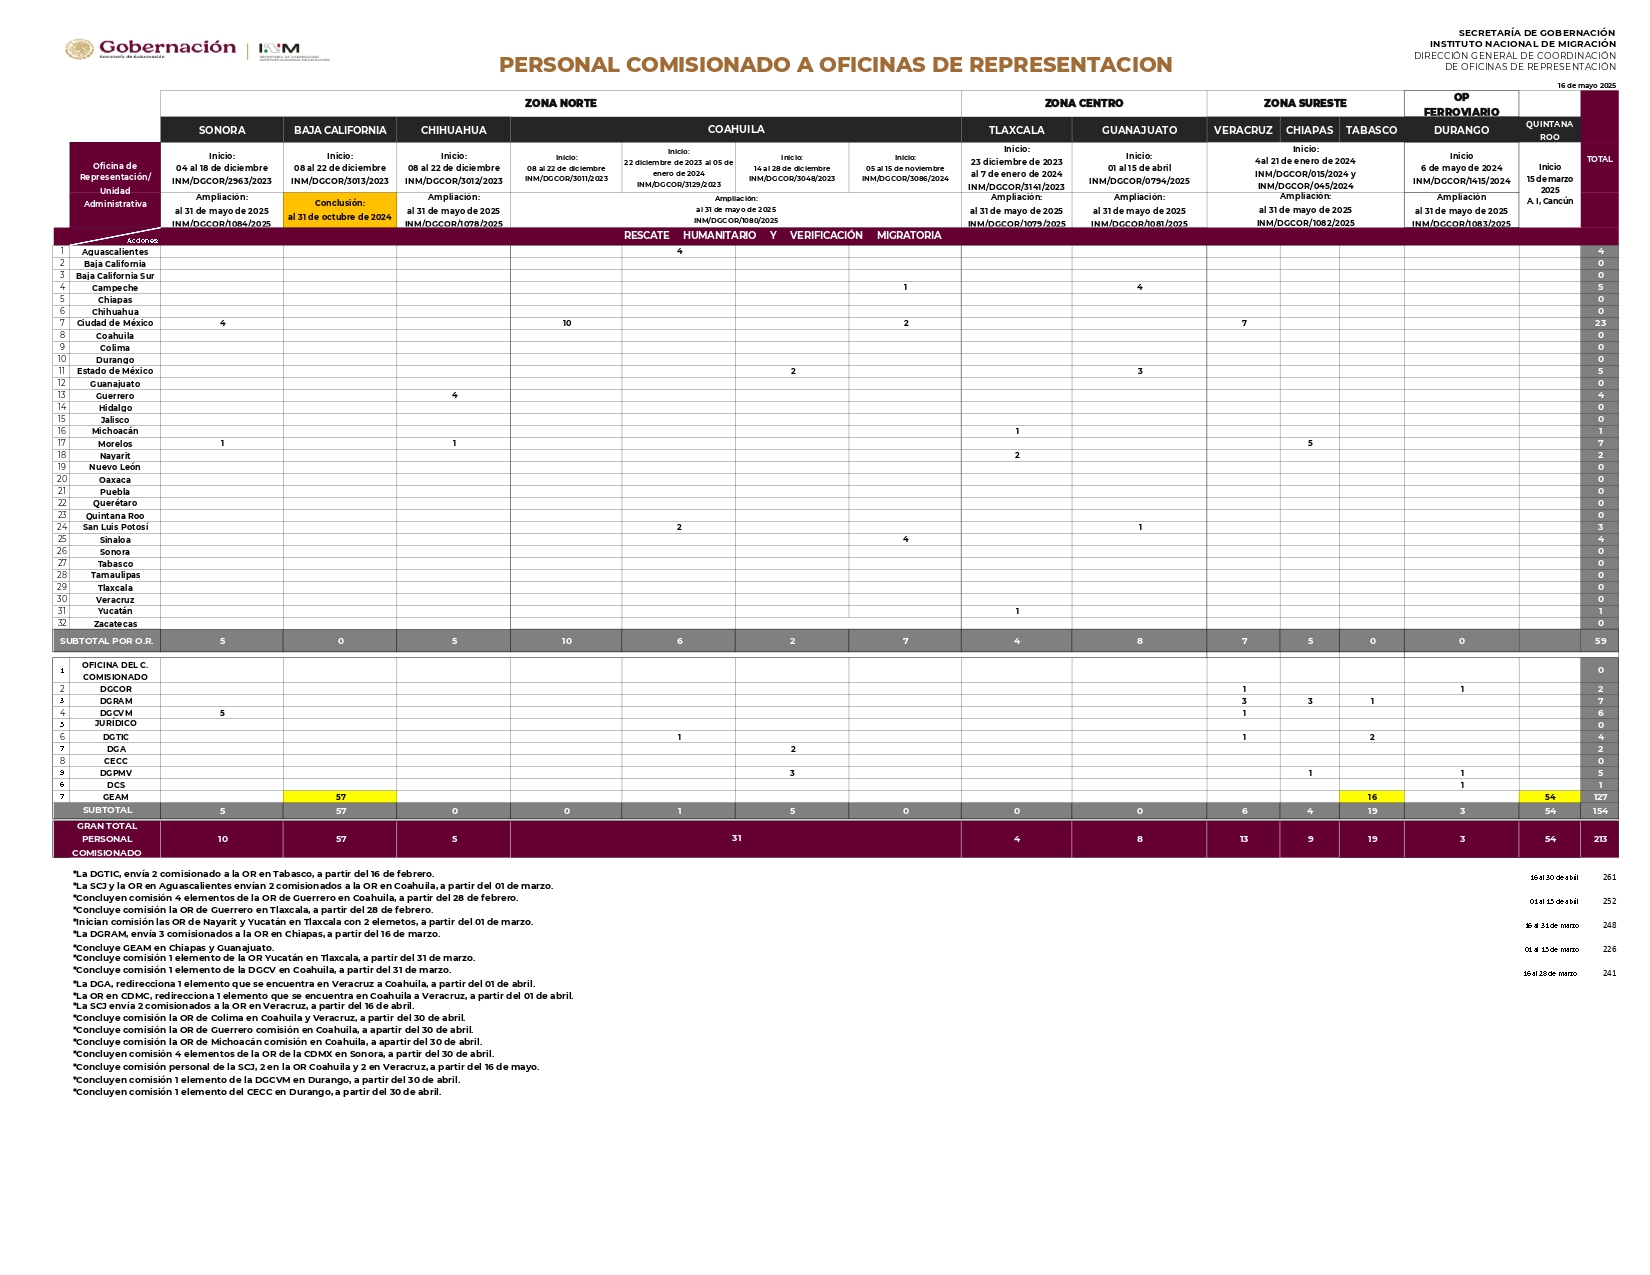 Gobernación
Secretaría de Gobernación
INM
SECRETARÍA DE GOBERNACIÓN
INSTITUTO NACIONAL DE MIGRACIÓN
DIRECCIÓN GENERAL DE COORDINACIÓN
DE OFICINAS DE REPRESENTACIÓN
PERSONAL COMISIONADO A OFICINAS DE REPRESENTACION
16 de mayo 2025
ZONA NORTE ZONA CENTRO ZONA SURESTE OP FERROVIARIO
SONORA BAJA CALIFORNIA CHIHUAHUA COAHUILA TLAXCALA GUANAJUATO VERACRUZ CHIAPAS TABASCO DURANGO QUINTANA ROO
Oficina de Representación/ Unidad Administrativa
Inicio: 04 al 18 de diciembre INM/DGCOR/2963/2023
Inicio: 08 al 22 de diciembre INM/DGCOR/3013/2023
Inicio: 08 al 22 de diciembre INM/DGCOR/3012/2023
Inicio: 08 al 22 de diciembre INM/DGCOR/3011/2023
Inicio: 22 diciembre de 2023 al 05 de enero de 2024 INM/DGCOR/3129/2023
Inicio: 14 al 28 de diciembre INM/DGCOR/3048/2023
Inicio: 05 al 15 de noviembre INM/DGCOR/3086/2024
Inicio: 23 diciembre de 2023 al 7 de enero de 2024 INM/DGCOR/3141/2023
Inicio: 01 al 15 de abril INM/DGCOR/0794/2025
Inicio: 4al 21 de enero de 2024 INM/DGCOR/015/2024 y INM/DGCOR/045/2024
Inicio 6 de mayo de 2024 INM/DGCOR/1415/2024
Inicio 15 de marzo 2025 A. I, Cancún
TOTAL
Ampliación: al 31 de mayo de 2025 INM/DGCOR/1084/2025
Conclusión: al 31 de octubre de 2024
Ampliación: al 31 de mayo de 2025 INM/DGCOR/1078/2025
Ampliación: al 31 de mayo de 2025 INM/DGCOR/1080/2025
Ampliación: al 31 de mayo de 2025 INM/DGCOR/1079/2025
Ampliación: al 31 de mayo de 2025 INM/DGCOR/1081/2025
Ampliación: al 31 de mayo de 2025 INM/DGCOR/1082/2025
Ampliación al 31 de mayo de 2025 INM/DGCOR/1083/2025
Acciones RESCATE HUMANITARIO Y VERIFICACIÓN MIGRATORIA
1 Aguascalientes 4 4
2 Baja California 0
3 Baja California Sur 0
4 Campeche 1 4 5
5 Chiapas 0
6 Chihuahua 0
7 Ciudad de México 4 10 2 7 23
8 Coahuila 0
9 Colima 0
10 Durango 0
11 Estado de México 2 3 5
12 Guanajuato 0
13 Guerrero 4 4
14 Hidalgo 0
15 Jalisco 0
16 Michoacán 1 1
17 Morelos 1 1 5 7
18 Nayarit 2 2
19 Nuevo León 0
20 Oaxaca 0
21 Puebla 0
22 Querétaro 0
23 Quintana Roo 0
24 San Luis Potosí 2 1 3
25 Sinaloa 4 4
26 Sonora 0
27 Tabasco 0
28 Tamaulipas 0
29 Tlaxcala 0
30 Veracruz 0
31 Yucatán 1 1
32 Zacatecas 0
SUBTOTAL POR O.R. 5 0 5 10 6 2 7 4 8 7 5 0 0 59
1 OFICINA DEL C. COMISIONADO 0
2 DGCOR 1 1 2
3 DGRAM 3 3 1 7
4 DGCVM 5 1 6
5 JURÍDICO 0
6 DGTIC 1 1 2 4
7 DGA 2 2
8 CECC 0
9 DGPMV 3 1 1 5
6 DCS 1 1
7 GEAM 57 16 54 127
SUBTOTAL 5 57 0 0 1 5 0 0 0 6 4 19 3 54 154
GRAN TOTAL PERSONAL COMISIONADO 10 57 5 31 4 8 13 9 19 3 54 213
*La DGTIC, envía 2 comisionado a la OR en Tabasco, a partir del 16 de febrero.
*La SCJ y la OR en Aguascalientes envían 2 comisionados a la OR en Coahuila, a partir del 01 de marzo.
*Concluyen comisión 4 elementos de la OR de Guerrero en Coahuila, a partir del 28 de febrero.
*Concluye comisión la OR de Guerrero en Tlaxcala, a partir del 28 de febrero.
*Inician comisión las OR de Nayarit y Yucatán en Tlaxcala con 2 elemetos, a partir del 01 de marzo.
*La DGRAM, envía 3 comisionados a la OR en Chiapas, a partir del 16 de marzo.
*Concluye GEAM en Chiapas y Guanajuato.
*Concluye comisión 1 elemento de la OR Yucatán en Tlaxcala, a partir del 31 de marzo.
*Concluye comisión 1 elemento de la DGCV en Coahuila, a partir del 31 de marzo.
*La DGA, redirecciona 1 elemento que se encuentra en Veracruz a Coahuila, a partir del 01 de abril.
*La OR en CDMC, redirecciona 1 elemento que se encuentra en Coahuila a Veracruz, a partir del 01 de abril.
*La SCJ envía 2 comisionados a la OR en Veracruz, a partir del 16 de abril.
*Concluye comisión la OR de Colima en Coahuila y Veracruz, a partir del 30 de abril.
*Concluye comisión la OR de Guerrero comisión en Coahuila, a apartir del 30 de abril.
*Concluye comisión la OR de Michoacán comisión en Coahuila, a apartir del 30 de abril.
*Concluyen comisión 4 elementos de la OR de la CDMX en Sonora, a partir del 30 de abril.
*Concluye comisión personal de la SCJ, 2 en la OR Coahuila y 2 en Veracruz, a partir del 16 de mayo.
*Concluyen comisión 1 elemento de la DGCVM en Durango, a partir del 30 de abril.
*Concluyen comisión 1 elemento del CECC en Durango, a partir del 30 de abril.
16 al 30 de abil 261
01 al 15 de abril 252
16 al 31 de marzo 248
01 al 15 de marzo 226
16 al 28 de marzo 241